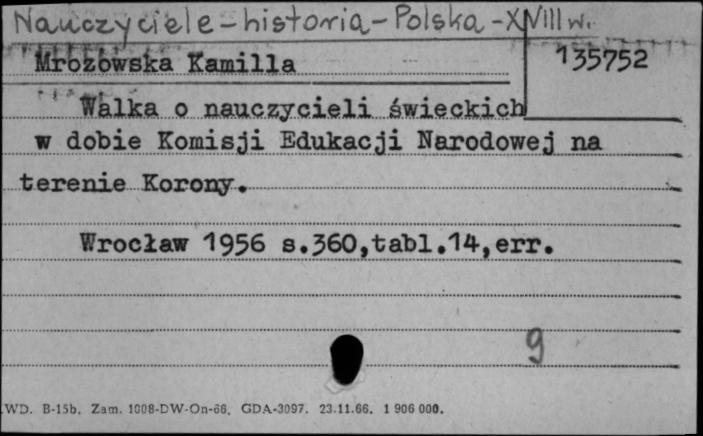 Nauczyciele - historia - Polska - XVIII w.
Mrozowska Kamilla
135752
Walka o nauczycieli świeckich
w dobie Komisji Edukacji Narodowej na
terenie Korony.
Wrocław 1956 s.360,tabl.14,err.
9
WD. B-15b. Zam. 1008-DW-On-66. GDA-3097. 23.11.66. 1 906 000.